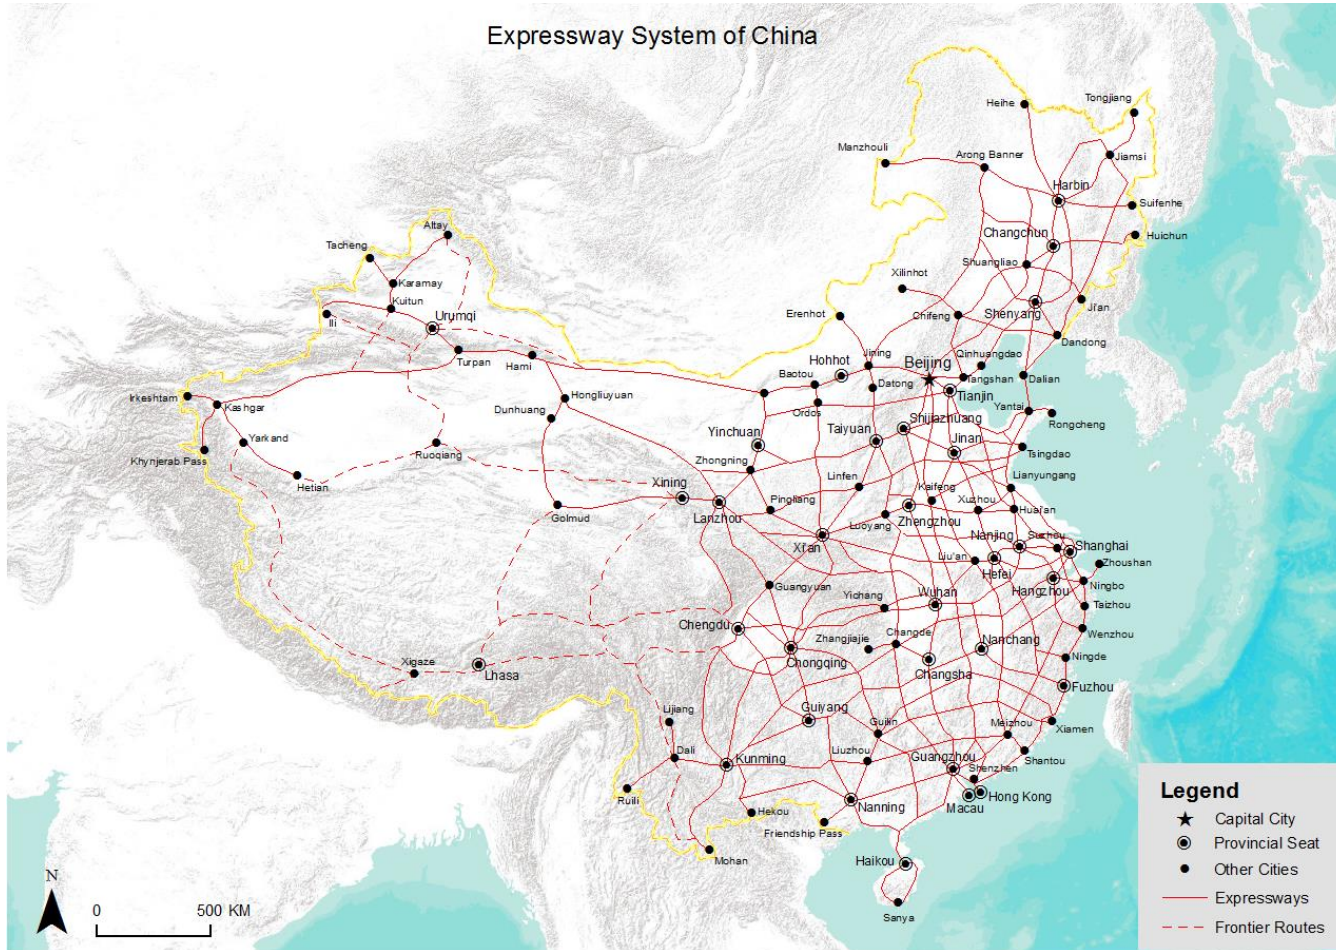 Expressway System of China
Heihe
Tongjiang
Manzhouli
Arong Banner
Jiamsi
Harbin
Suifenhe
Altay
Changchun
Huichun
Tacheng
Shuangliao
Xilinhot
Karamay
Kuitun
Urumqi
Ili
Erenhot
Chifeng
Shenyang
Ji'an
Dandong
Turpan
Hami
Hohhot
Jining
Beijing
Qinhuangdao
Baotou
Datong
Tangshan
Dalian
Irkeshtam
Kashgar
Hongliuyuan
Ordos
Tianjin
Dunhuang
Yantai
Rongcheng
Shijiazhuang
Yarkand
Yinchuan
Taiyuan
Jinan
Khynjerab Pass
Ruoqiang
Tsingdao
Zhongning
Hetian
Linfen
Lianyungang
Xining
Kaifeng
Xuzhou
Pingliang
Golmud
Lanzhou
Luoyang
Zhengzhou
Huai'an
Xi'an
Nanjing
Suzhou
Shanghai
Liu'an
Zhoushan
Hefei
Guangyuan
Hangzhou
Ningbo
Yichang
Wuhan
Taizhou
Chengdu
Zhangjiajie
Changde
Nanchang
Wenzhou
Chongqing
Ningde
Xigaze
Lhasa
Changsha
Fuzhou
Lijiang
Guiyang
Guilin
Meizhou
Xiamen
Dali
Kunming
Liuzhou
Guangzhou
Shantou
Shenzhen
Ruili
Hekou
Nanning
Macau
Hong Kong
Friendship Pass
Mohan
Haikou
Sanya
N
0 500 KM
Legend
Capital City
Provincial Seat
Other Cities
Expressways
Frontier Routes